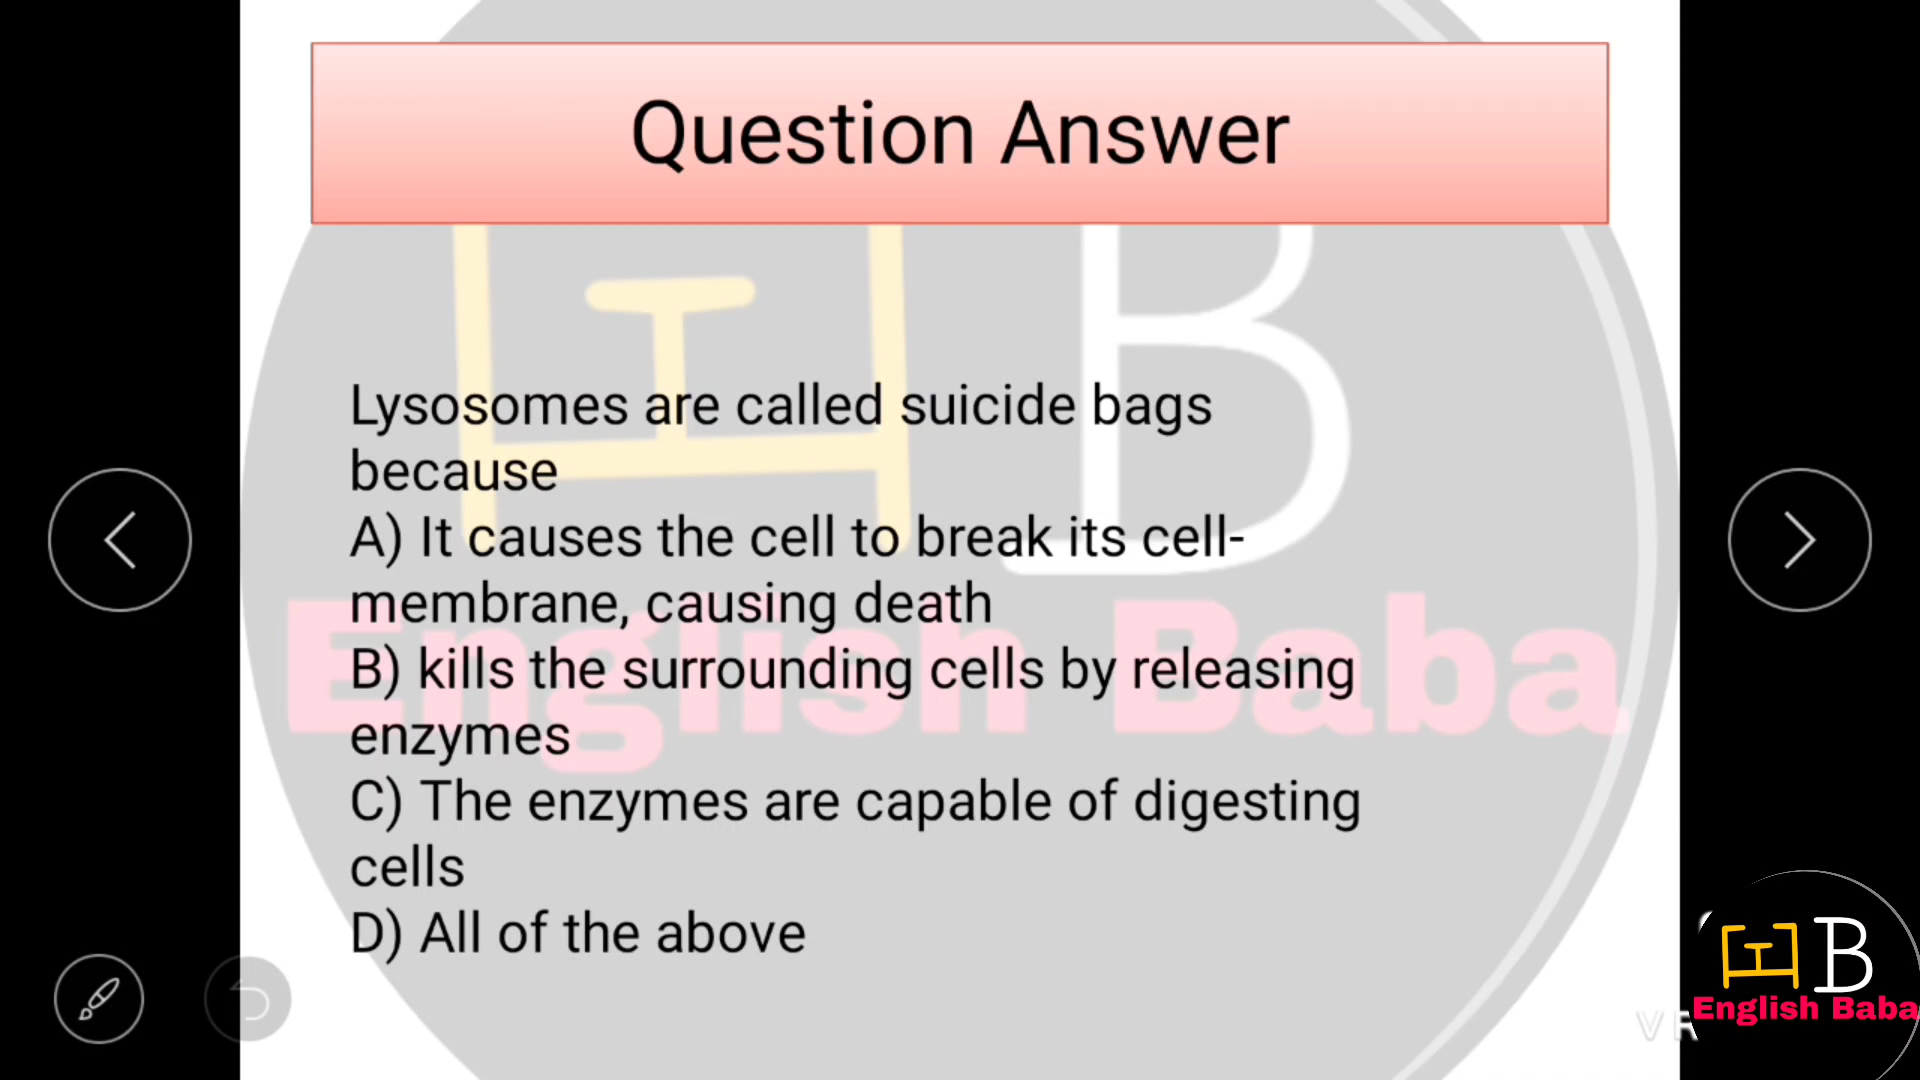 Question Answer
Lysosomes are called suicide bags
because
A) It causes the cell to break its cell-
membrane, causing death
B) kills the surrounding cells by releasing
enzymes
C) The enzymes are capable of digesting
cells
D) All of the above
B
English Baba
B
English Baba